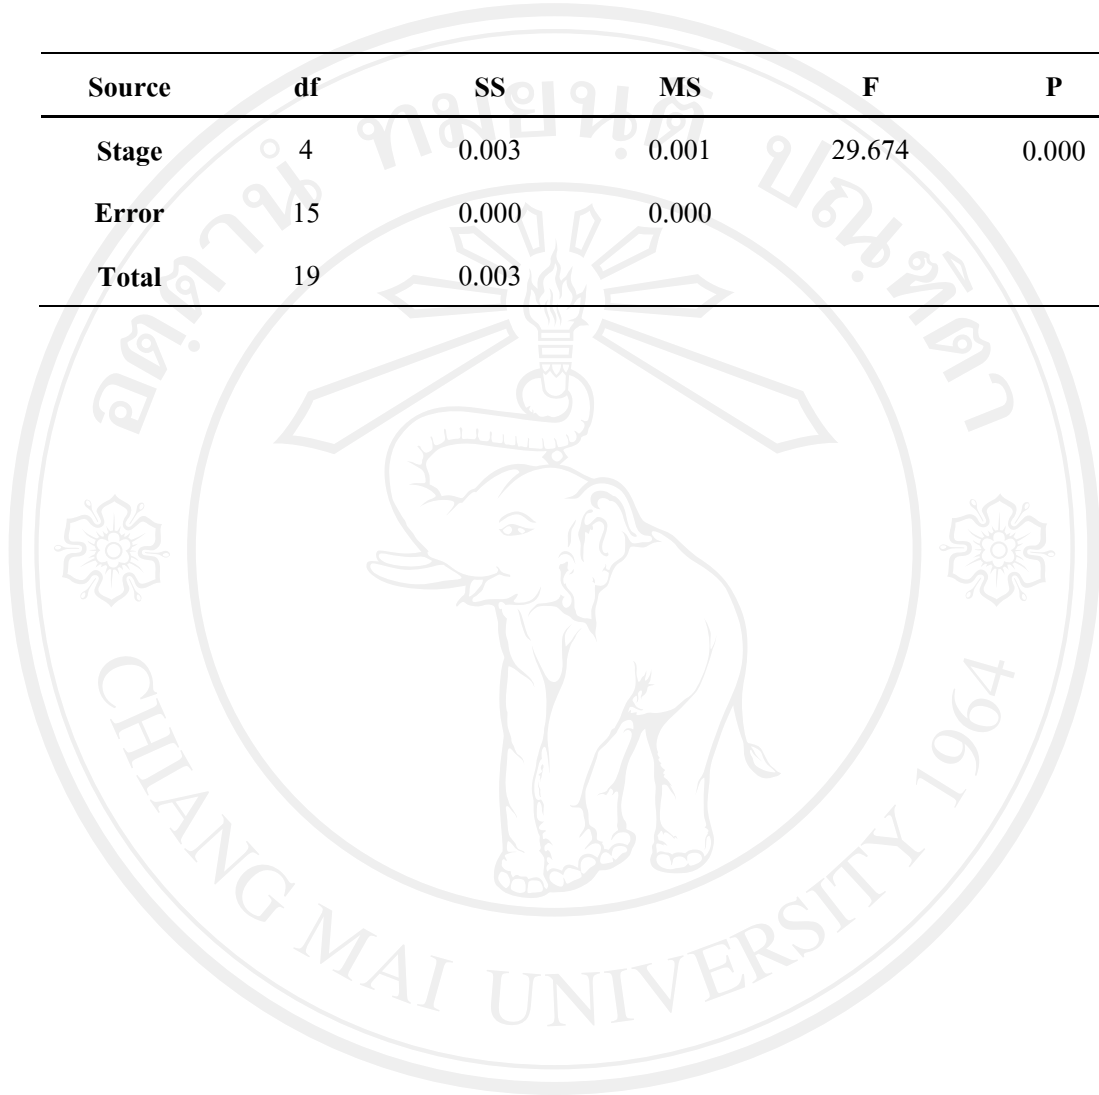 Source df SS MS F P
Stage 4 0.003 0.001 29.674 0.000
Error 15 0.000 0.000
Total 19 0.003
CHIANG MAI UNIVERSITY 1964